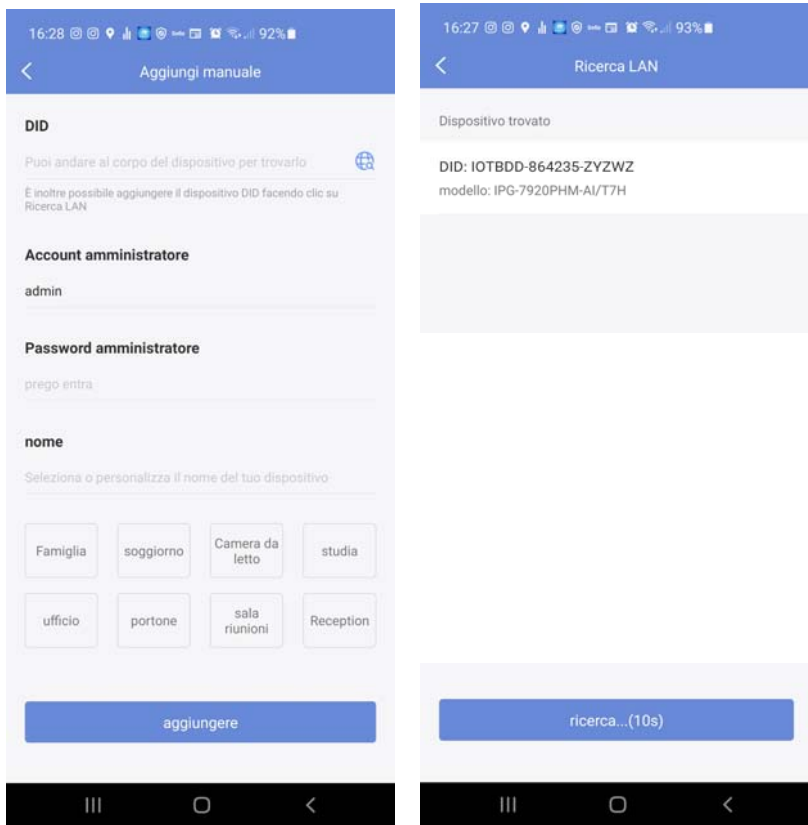 16:28 92%
Aggiungi manuale
DID
Puoi andare al corpo del dispositivo per trovarlo
È inoltre possibile aggiungere il dispositivo DID facendo clic su
Ricerca LAN
Account amministratore
admin
Password amministratore
prego entra
nome
Seleziona o personalizza il nome del tuo dispositivo
Famiglia
soggiorno
Camera da
letto
studia
ufficio
portone
sala
riunioni
Reception
aggiungere
16:27 93%
Ricerca LAN
Dispositivo trovato
DID: IOTBDD-864235-ZYZWZ
modello: IPG-7920PHM-AI/T7H
ricerca...(10s)